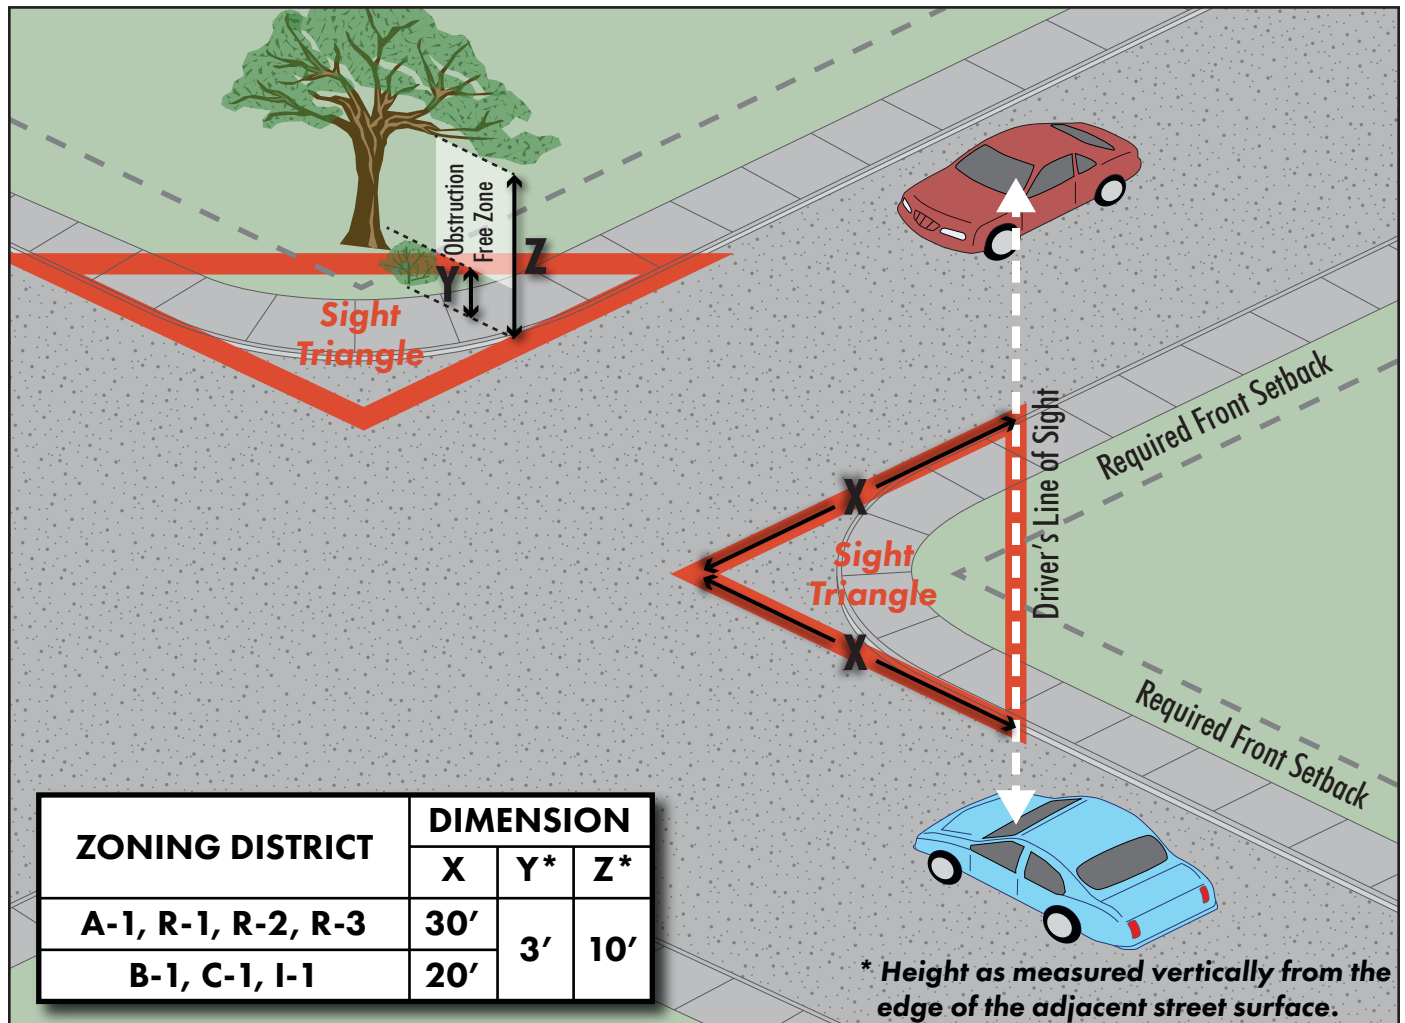 Obstruction
Free Zone
Z
Y
Sight
Triangle
Required Front Setback
Driver's Line of Sight
X
Sight
Triangle
X
Required Front Setback
ZONING DISTRICT
DIMENSION
X
Y*
Z*
A-1, R-1, R-2, R-3
30′
3′
10′
B-1, C-1, I-1
20′
* Height as measured vertically from the
edge of the adjacent street surface.